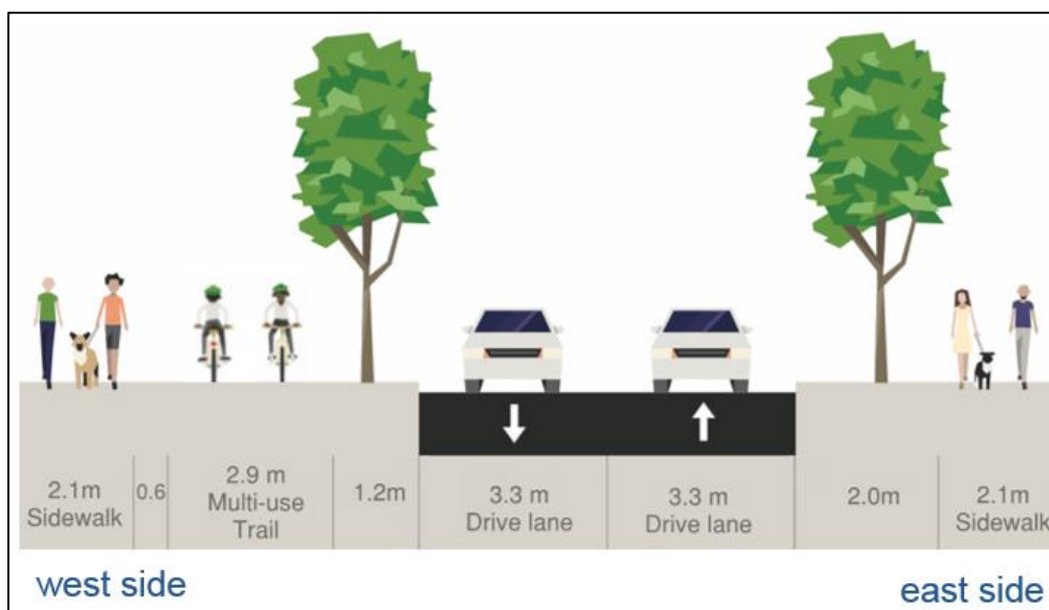 2.1m
Sidewalk
0.6
2.9 m
Multi-use
Trail
1.2m
3.3 m
Drive lane
3.3 m
Drive lane
2.0m
2.1m
Sidewalk
west side
east side